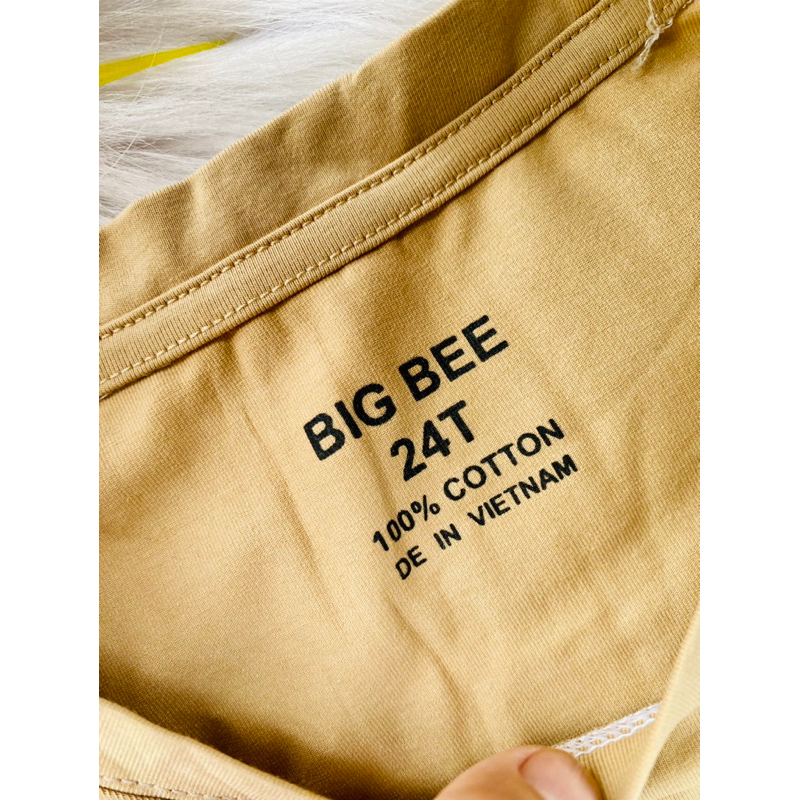 BIG BEE
24T
100% COTTON
DE IN VIETNAM